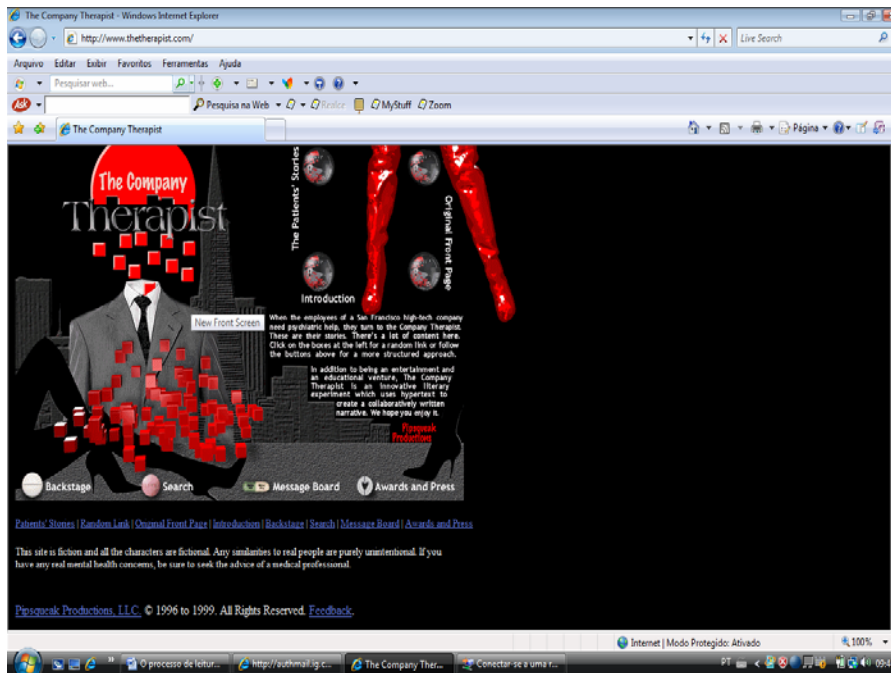 The Company Therapist - Windows Internet Explorer
http://www.thetherapist.com/
Live Search
Arquivo Editar Exibir Favoritos Ferramentas Ajuda
Pesquisar web...
Ask
Pesquisa na Web
Realce
MyStuff
Zoom
The Company Therapist
Página
The Company
Therapist
The Patients' Stories
Original Front Page
Introduction
New Front Screen
When the employees of a San Francisco high-tech company
need psychiatric help, they turn to the Company Therapist.
These are their stories. There's a lot of content here.
Click on the boxes at the left for a random link or follow
the buttons above for a more structured approach.
In addition to being an entertainment and
an educational venture, The Company
Therapist is an innovative literary
experiment which uses hypertext to
create a collaboratively written
narrative. We hope you enjoy it.
Pipsqueak
Productions
Backstage
Search
Message Board
Awards and Press
Patients' Stories | Random Link | Original Front Page | Introduction | Backstage | Search | Message Board | Awards and Press
This site is fiction and all the characters are fictional. Any similarities to real people are purely unintentional. If you
have any real mental health concerns, be sure to seek the advice of a medical professional.
Pipsqueak Productions, LLC. © 1996 to 1999. All Rights Reserved. Feedback.
Internet | Modo Protegido: Ativado
100%
O processo de leitur...
http://authmail.ig.c...
The Company Ther...
Conectar-se a uma r...
PT